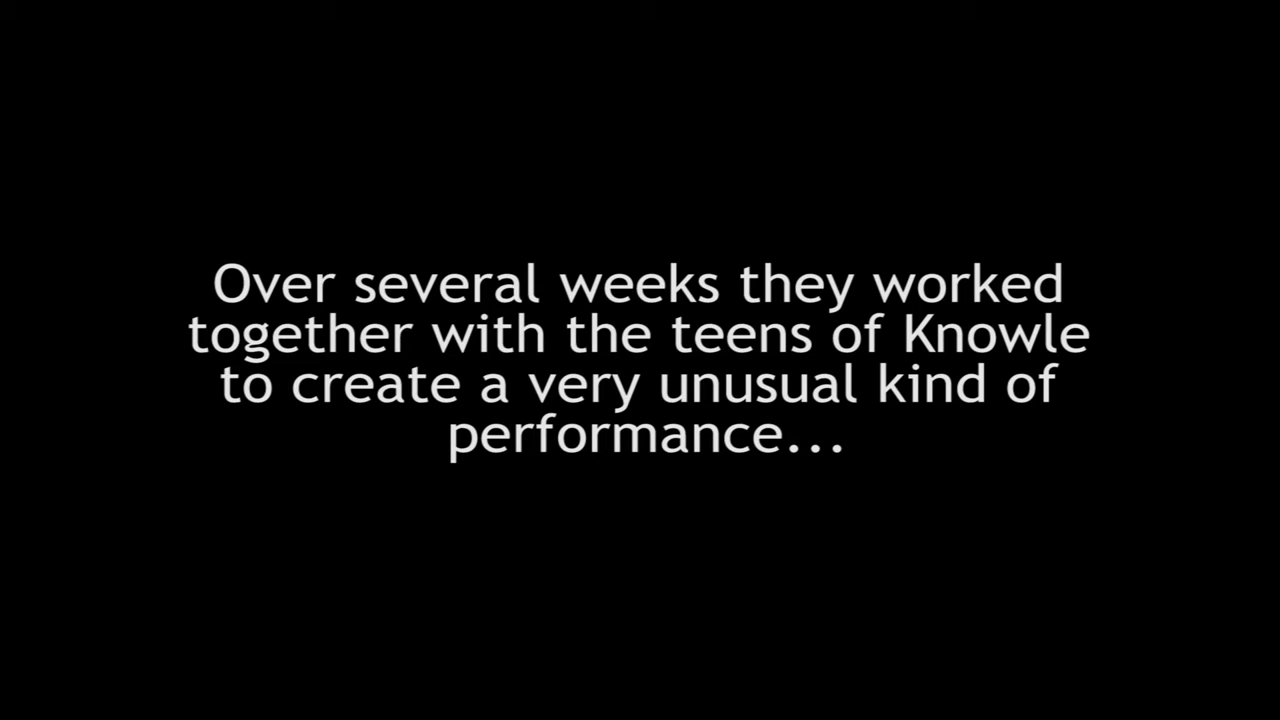 Over several weeks they worked
together with the teens of Knowle
to create a very unusual kind of
performance...